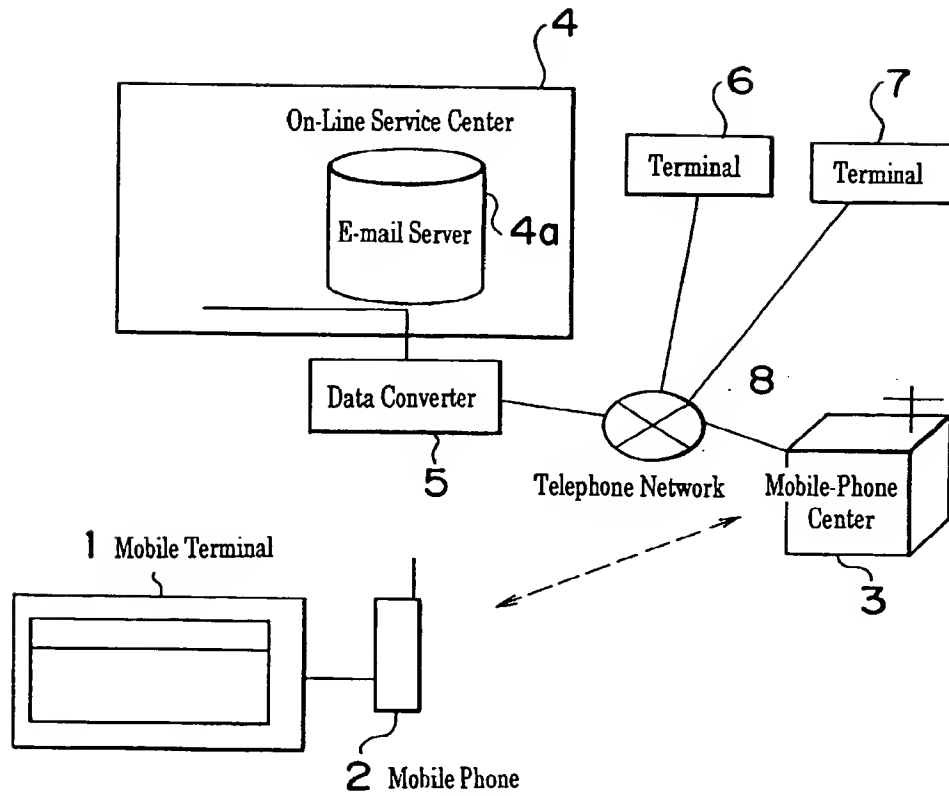 4
On-Line Service Center
E-mail Server
4a
6
Terminal
7
Terminal
Data Converter
5
8
Telephone Network
Mobile-Phone
Center
3
1 Mobile Terminal
2 Mobile Phone